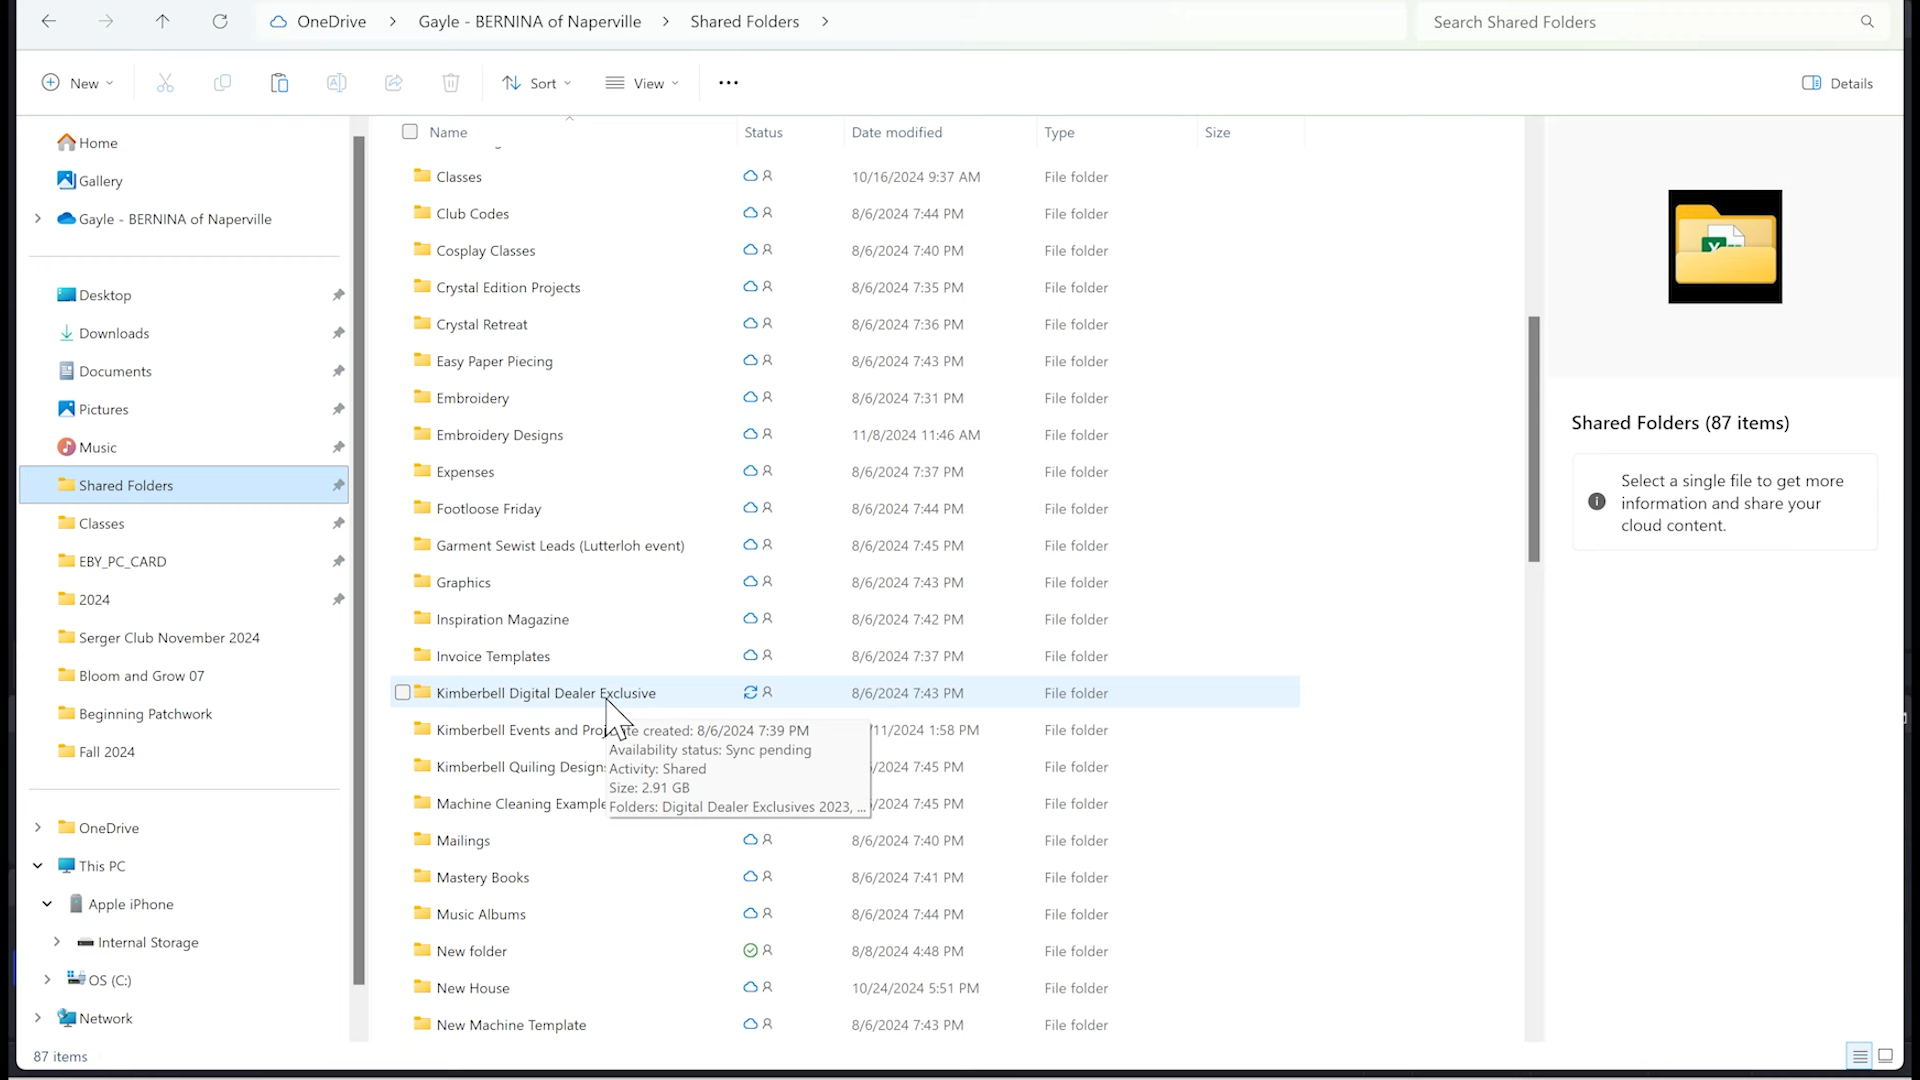 OneDrive > Gayle - BERNINA of Naperville > Shared Folders >
Search Shared Folders
New
Sort
View
Details
Home
Gallery
Gayle - BERNINA of Naperville
Desktop
Downloads
Documents
Pictures
Music
Shared Folders
Classes
EBY_PC_CARD
2024
Serger Club November 2024
Bloom and Grow 07
Beginning Patchwork
Fall 2024
OneDrive
This PC
Apple iPhone
Internal Storage
OS (C:)
Network
87 items
Name Status Date modified Type Size
Classes 10/16/2024 9:37 AM File folder
Club Codes 8/6/2024 7:44 PM File folder
Cosplay Classes 8/6/2024 7:40 PM File folder
Crystal Edition Projects 8/6/2024 7:35 PM File folder
Crystal Retreat 8/6/2024 7:36 PM File folder
Easy Paper Piecing 8/6/2024 7:43 PM File folder
Embroidery 8/6/2024 7:31 PM File folder
Embroidery Designs 11/8/2024 11:46 AM File folder
Expenses 8/6/2024 7:37 PM File folder
Footloose Friday 8/6/2024 7:44 PM File folder
Garment Sewist Leads (Lutterloh event) 8/6/2024 7:45 PM File folder
Graphics 8/6/2024 7:43 PM File folder
Inspiration Magazine 8/6/2024 7:42 PM File folder
Invoice Templates 8/6/2024 7:37 PM File folder
Kimberbell Digital Dealer Exclusive 8/6/2024 7:43 PM File folder
Kimberbell Events and /11/2024 1:58 PM File folder
Kimberbell Quiling Designs /2024 7:45 PM File folder
Machine Cleaning Example /2024 7:45 PM File folder
Mailings 8/6/2024 7:40 PM File folder
Mastery Books 8/6/2024 7:41 PM File folder
Music Albums 8/6/2024 7:44 PM File folder
New folder 8/8/2024 4:48 PM File folder
New House 10/24/2024 5:51 PM File folder
New Machine Template 8/6/2024 7:43 PM File folder
created: 8/6/2024 7:39 PM
Availability status: Sync pending
Activity: Shared
Size: 2.91 GB
Folders: Digital Dealer Exclusives 2023, ...
Shared Folders (87 items)
Select a single file to get more
information and share your
cloud content.